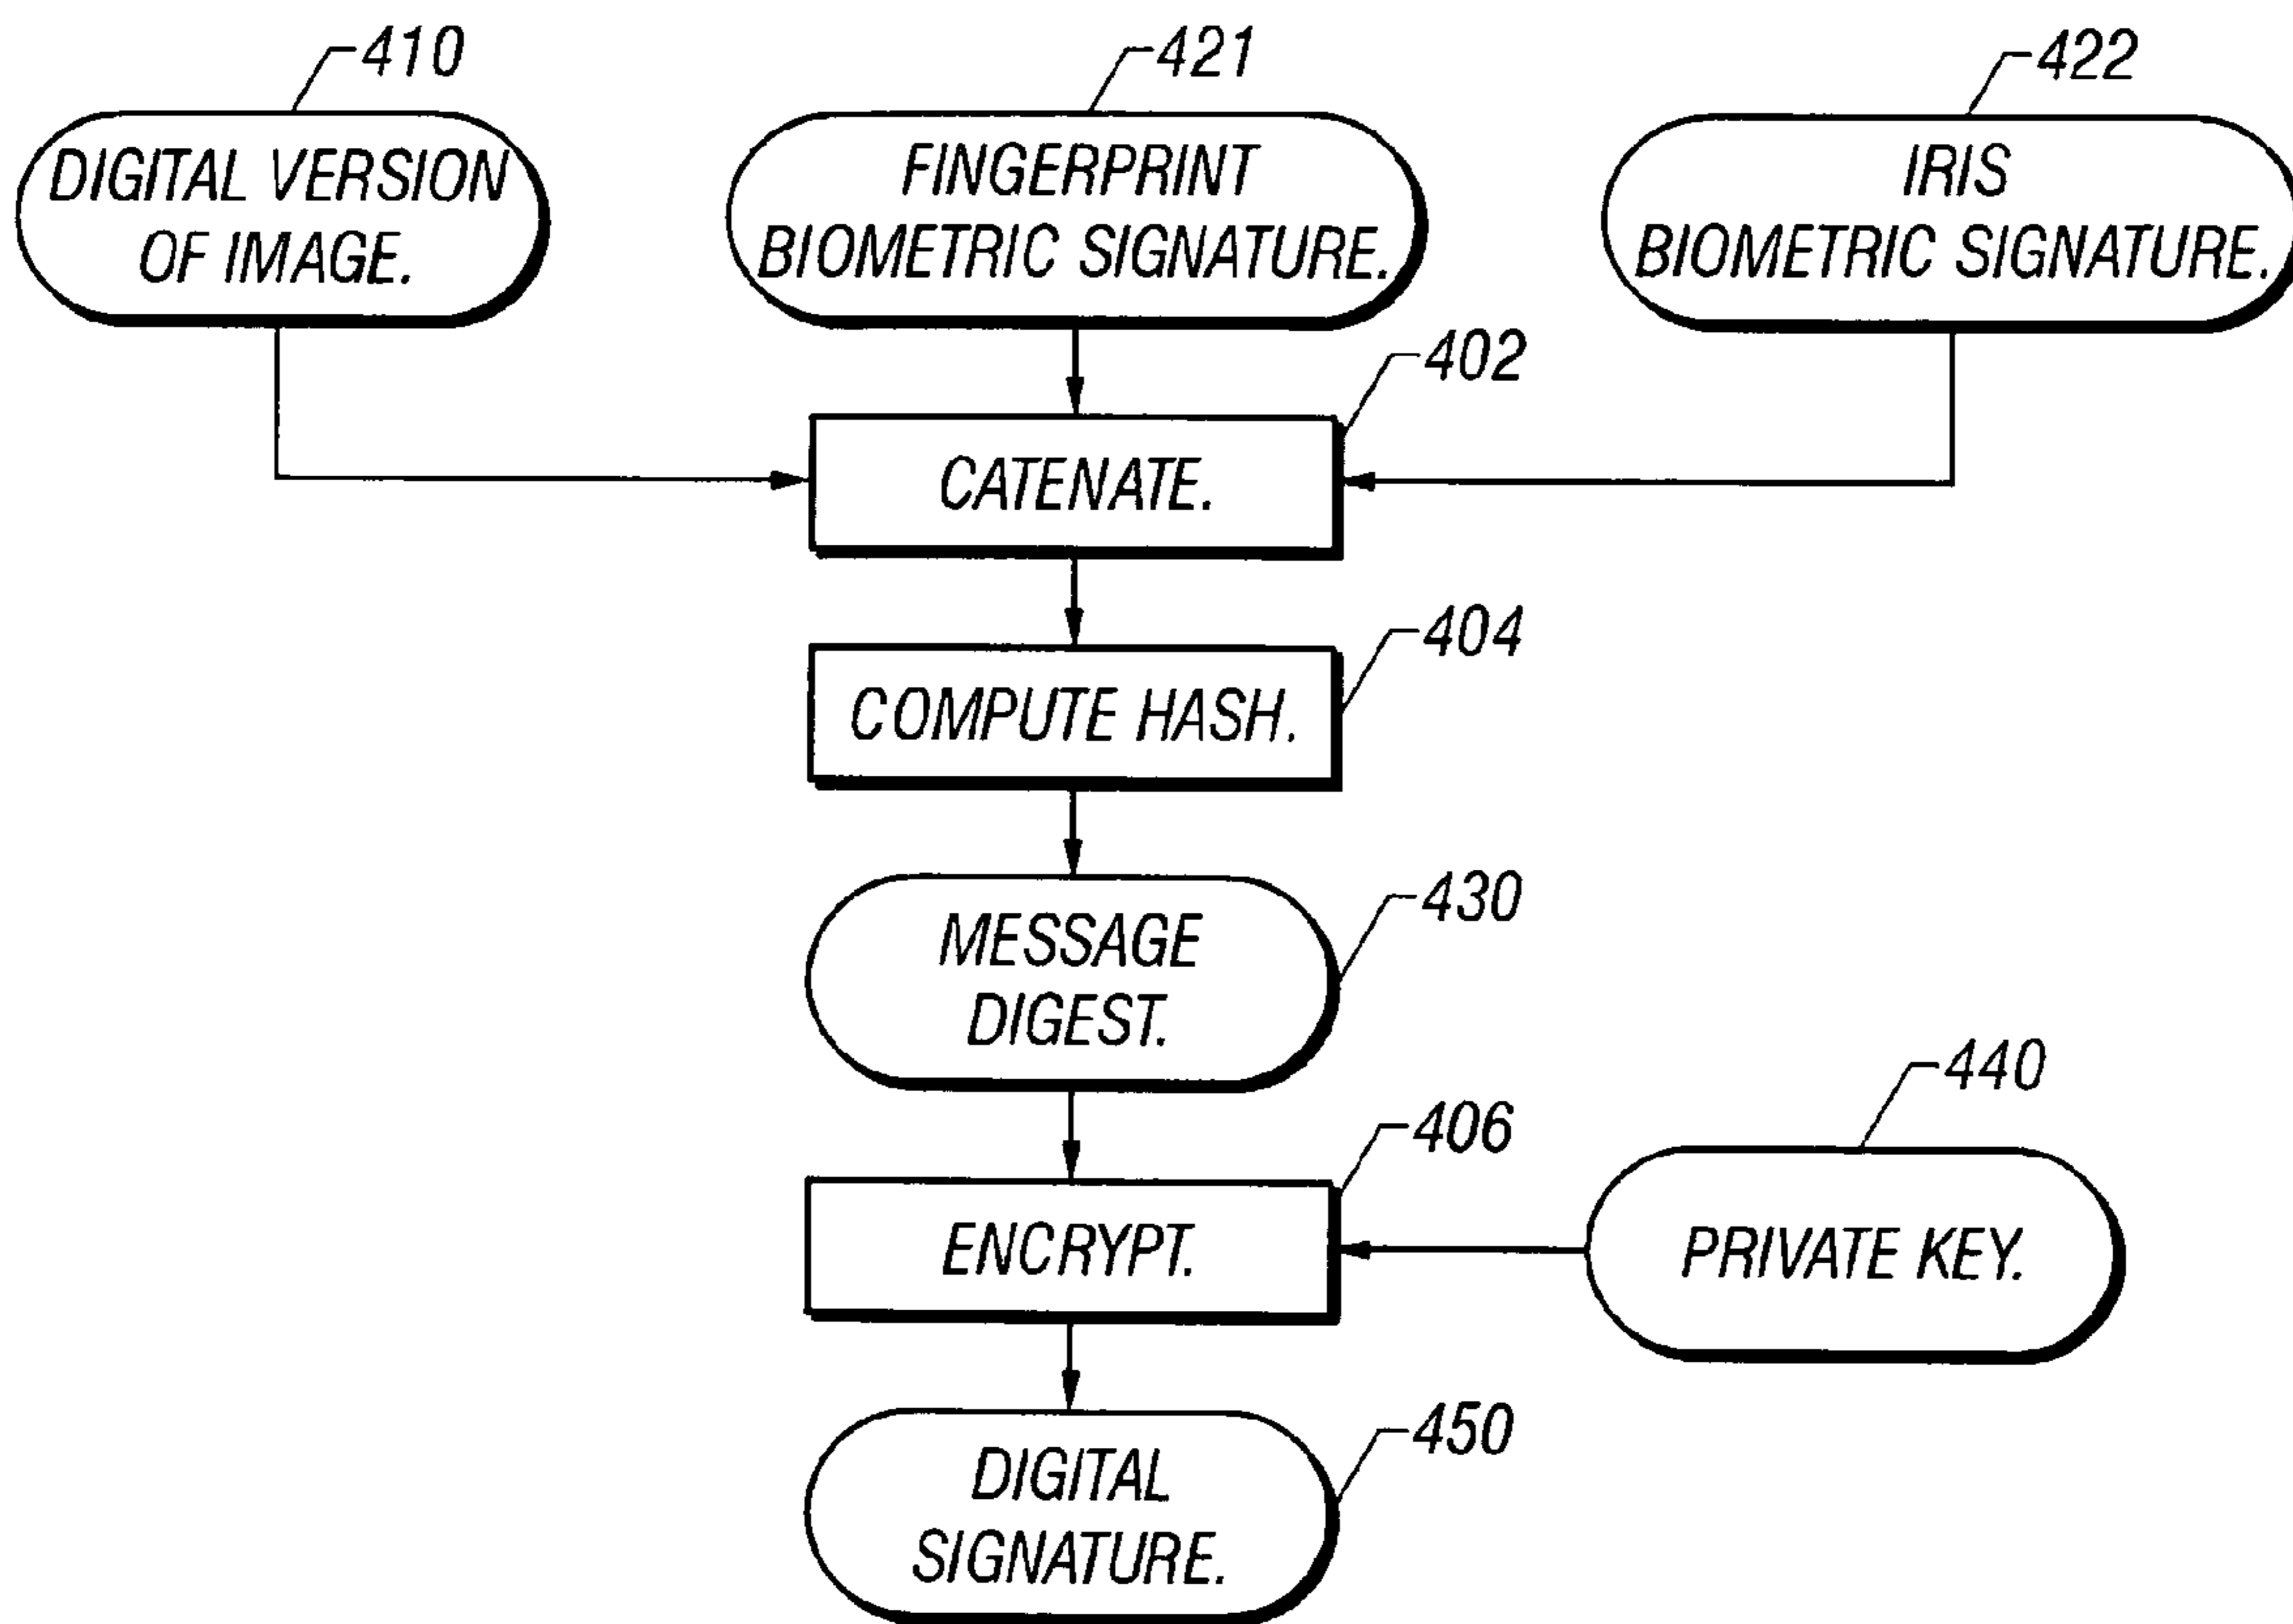 410
421
422
DIGITAL VERSION
OF IMAGE.
FINGERPRINT
BIOMETRIC SIGNATURE.
IRIS
BIOMETRIC SIGNATURE.
402
CATENATE.
404
COMPUTE HASH.
430
MESSAGE
DIGEST.
440
406
ENCRYPT.
PRIVATE KEY.
450
DIGITAL
SIGNATURE.